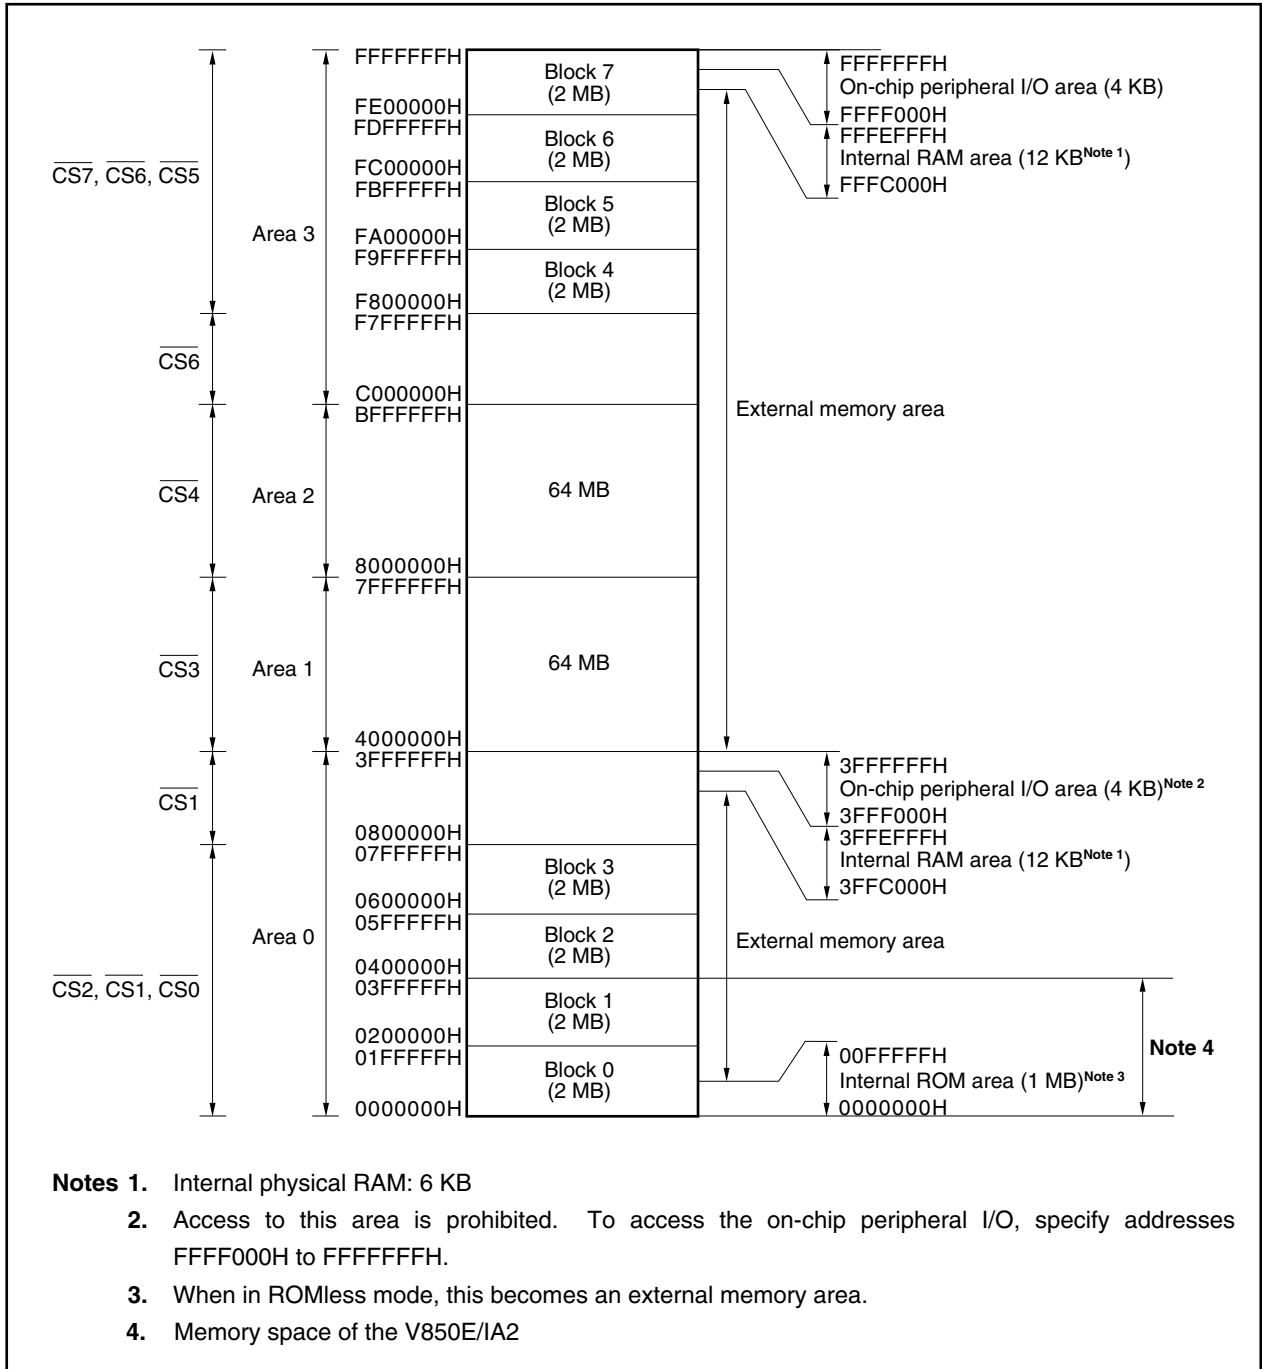 FFFFFFFH
Block 7
(2 MB)
FE00000H
FDFFFFFH
Block 6
(2 MB)
FC00000H
FBFFFFFH
Block 5
(2 MB)
FA00000H
F9FFFFFH
Block 4
(2 MB)
F800000H
F7FFFFFH
C000000H
BFFFFFFH
64 MB
8000000H
7FFFFFFH
64 MB
4000000H
3FFFFFFH
0800000H
07FFFFFH
Block 3
(2 MB)
0600000H
05FFFFFH
Block 2
(2 MB)
0400000H
03FFFFFH
Block 1
(2 MB)
0200000H
01FFFFFH
Block 0
(2 MB)
0000000H
CS7, CS6, CS5
CS6
CS4
CS3
CS1
CS2, CS1, CS0
Area 3
Area 2
Area 1
Area 0
FFFFFFFH
On-chip peripheral I/O area (4 KB)
FFFF000H
FFFEFFFH
Internal RAM area (12 KB Note 1)
FFFC000H
External memory area
3FFFFFFH
On-chip peripheral I/O area (4 KB) Note 2
3FFF000H
3FFEFFFH
Internal RAM area (12 KB Note 1)
3FFC000H
External memory area
00FFFFFH
Internal ROM area (1 MB) Note 3
0000000H
Note 4
Notes 1. Internal physical RAM: 6 KB
2. Access to this area is prohibited. To access the on-chip peripheral I/O, specify addresses
FFFF000H to FFFFFFFH.
3. When in ROMless mode, this becomes an external memory area.
4. Memory space of the V850E/IA2